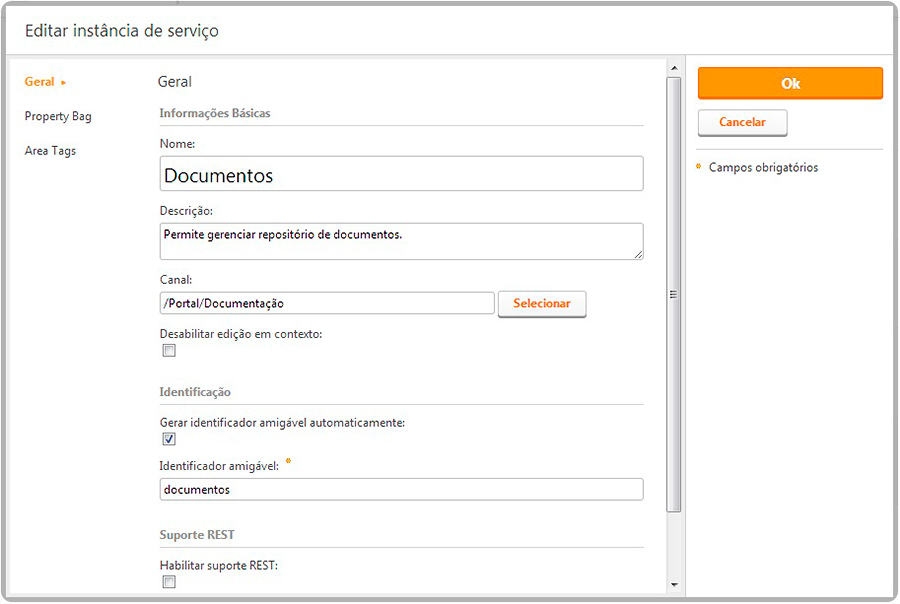 Editar instância de serviço
Geral
Property Bag
Area Tags
Geral
Informações Básicas
Nome:
Documentos
Descrição:
Permite gerenciar repositório de documentos.
Canal:
/Portal/Documentação
Selecionar
Desabilitar edição em contexto:
Identificação
Gerar identificador amigável automaticamente:
Identificador amigável: *
documentos
Suporte REST
Habilitar suporte REST:
Ok
Cancelar
* Campos obrigatórios